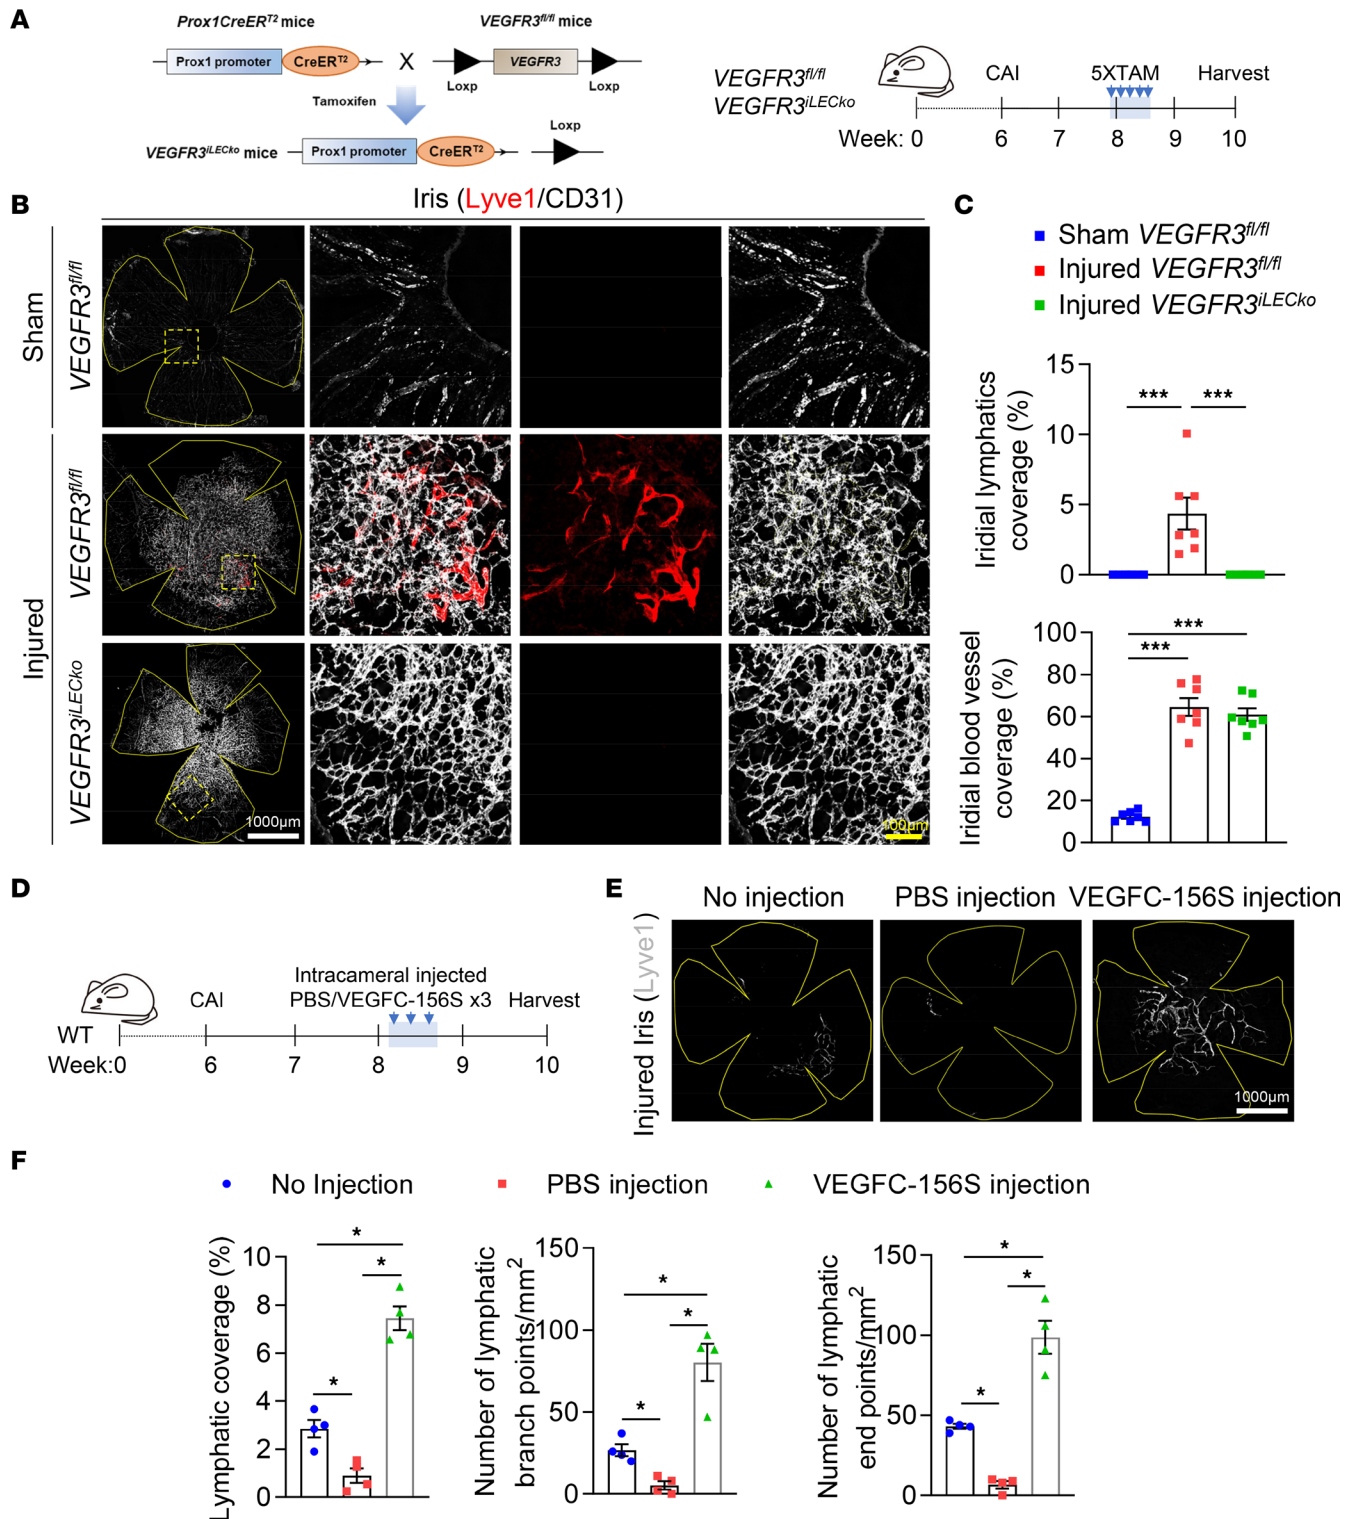 A
Prox1CreERT2 mice
VEGFR3fl/fl mice
Prox1 promoter
CreERT2
X
VEGFR3
Loxp
Loxp
Tamoxifen
Loxp
VEGFR3iLECko mice
Prox1 promoter
CreERT2
VEGFR3fl/fl
VEGFR3iLECko
CAI
5XTAM
Harvest
Week: 0 6 7 8 9 10
B
Iris (Lyve1/CD31)
Sham
VEGFR3fl/fl
Injured
VEGFR3fl/fl
VEGFR3iLECko
1000µm
100µm
C
Sham VEGFR3fl/fl
Injured VEGFR3fl/fl
Injured VEGFR3iLECko
Iridial lymphatics
coverage (%)
15
10
5
0
*** ***
Iridial blood vessel
coverage (%)
100
80
60
40
20
0
***
***
D
Intracameral injected
CAI PBS/VEGFC-156S x3 Harvest
WT
Week:0 6 7 8 9 10
E
No injection PBS injection VEGFC-156S injection
Injured Iris (Lyve1)
1000µm
F
No Injection PBS injection VEGFC-156S injection
Lymphatic coverage (%)
10
8
6
4
2
0
*
*
*
Number of lymphatic
branch points/mm2
150
100
50
0
*
*
*
Number of lymphatic
end points/mm2
150
100
50
0
*
*
*